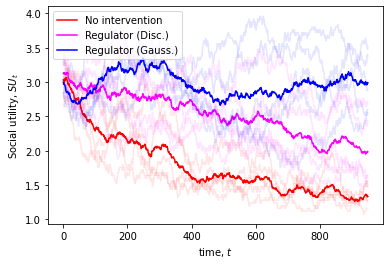 No intervention
Regulator (Disc.)
Regulator (Gauss.)
4.0
3.5
3.0
2.5
2.0
1.5
1.0
Social utility, SU_t
0 200 400 600 800
time, t